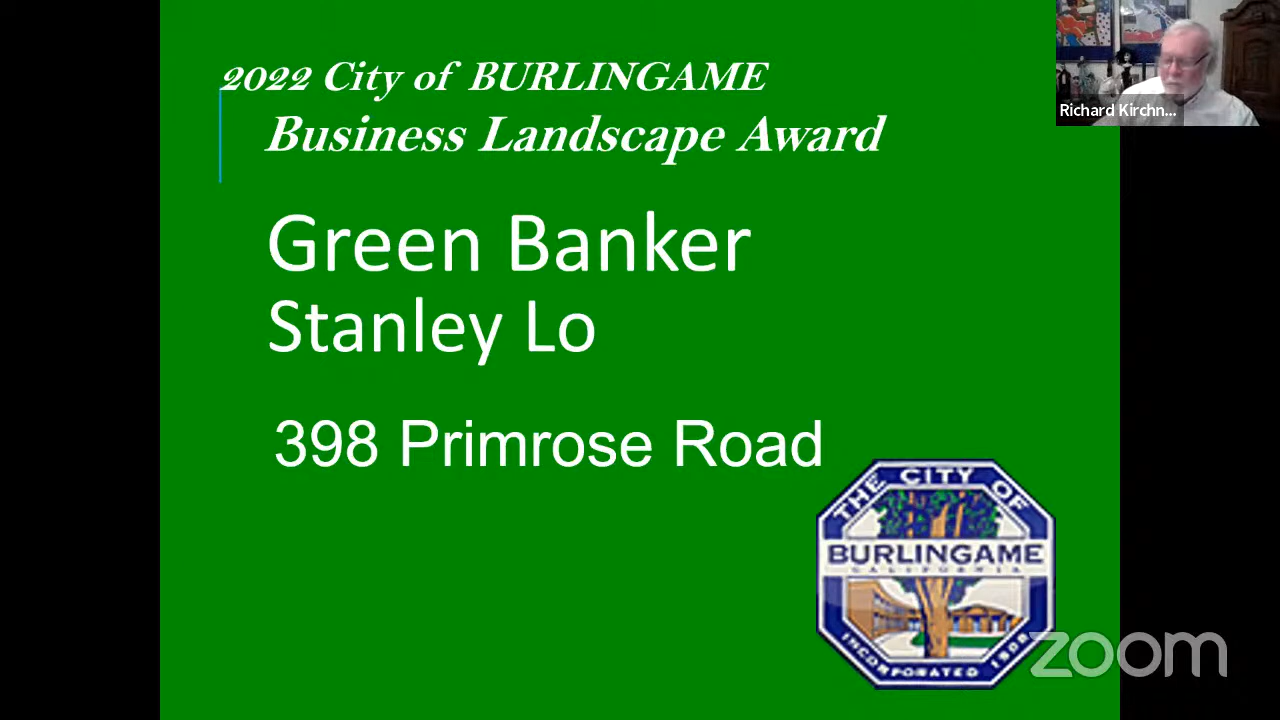 2022 City of BURLINGAME
Business Landscape Award
Green Banker
Stanley Lo
398 Primrose Road
Richard Kirchn...
THE CITY OF
BURLINGAME
CALIFORNIA
INCORPORATED 1908
zoom